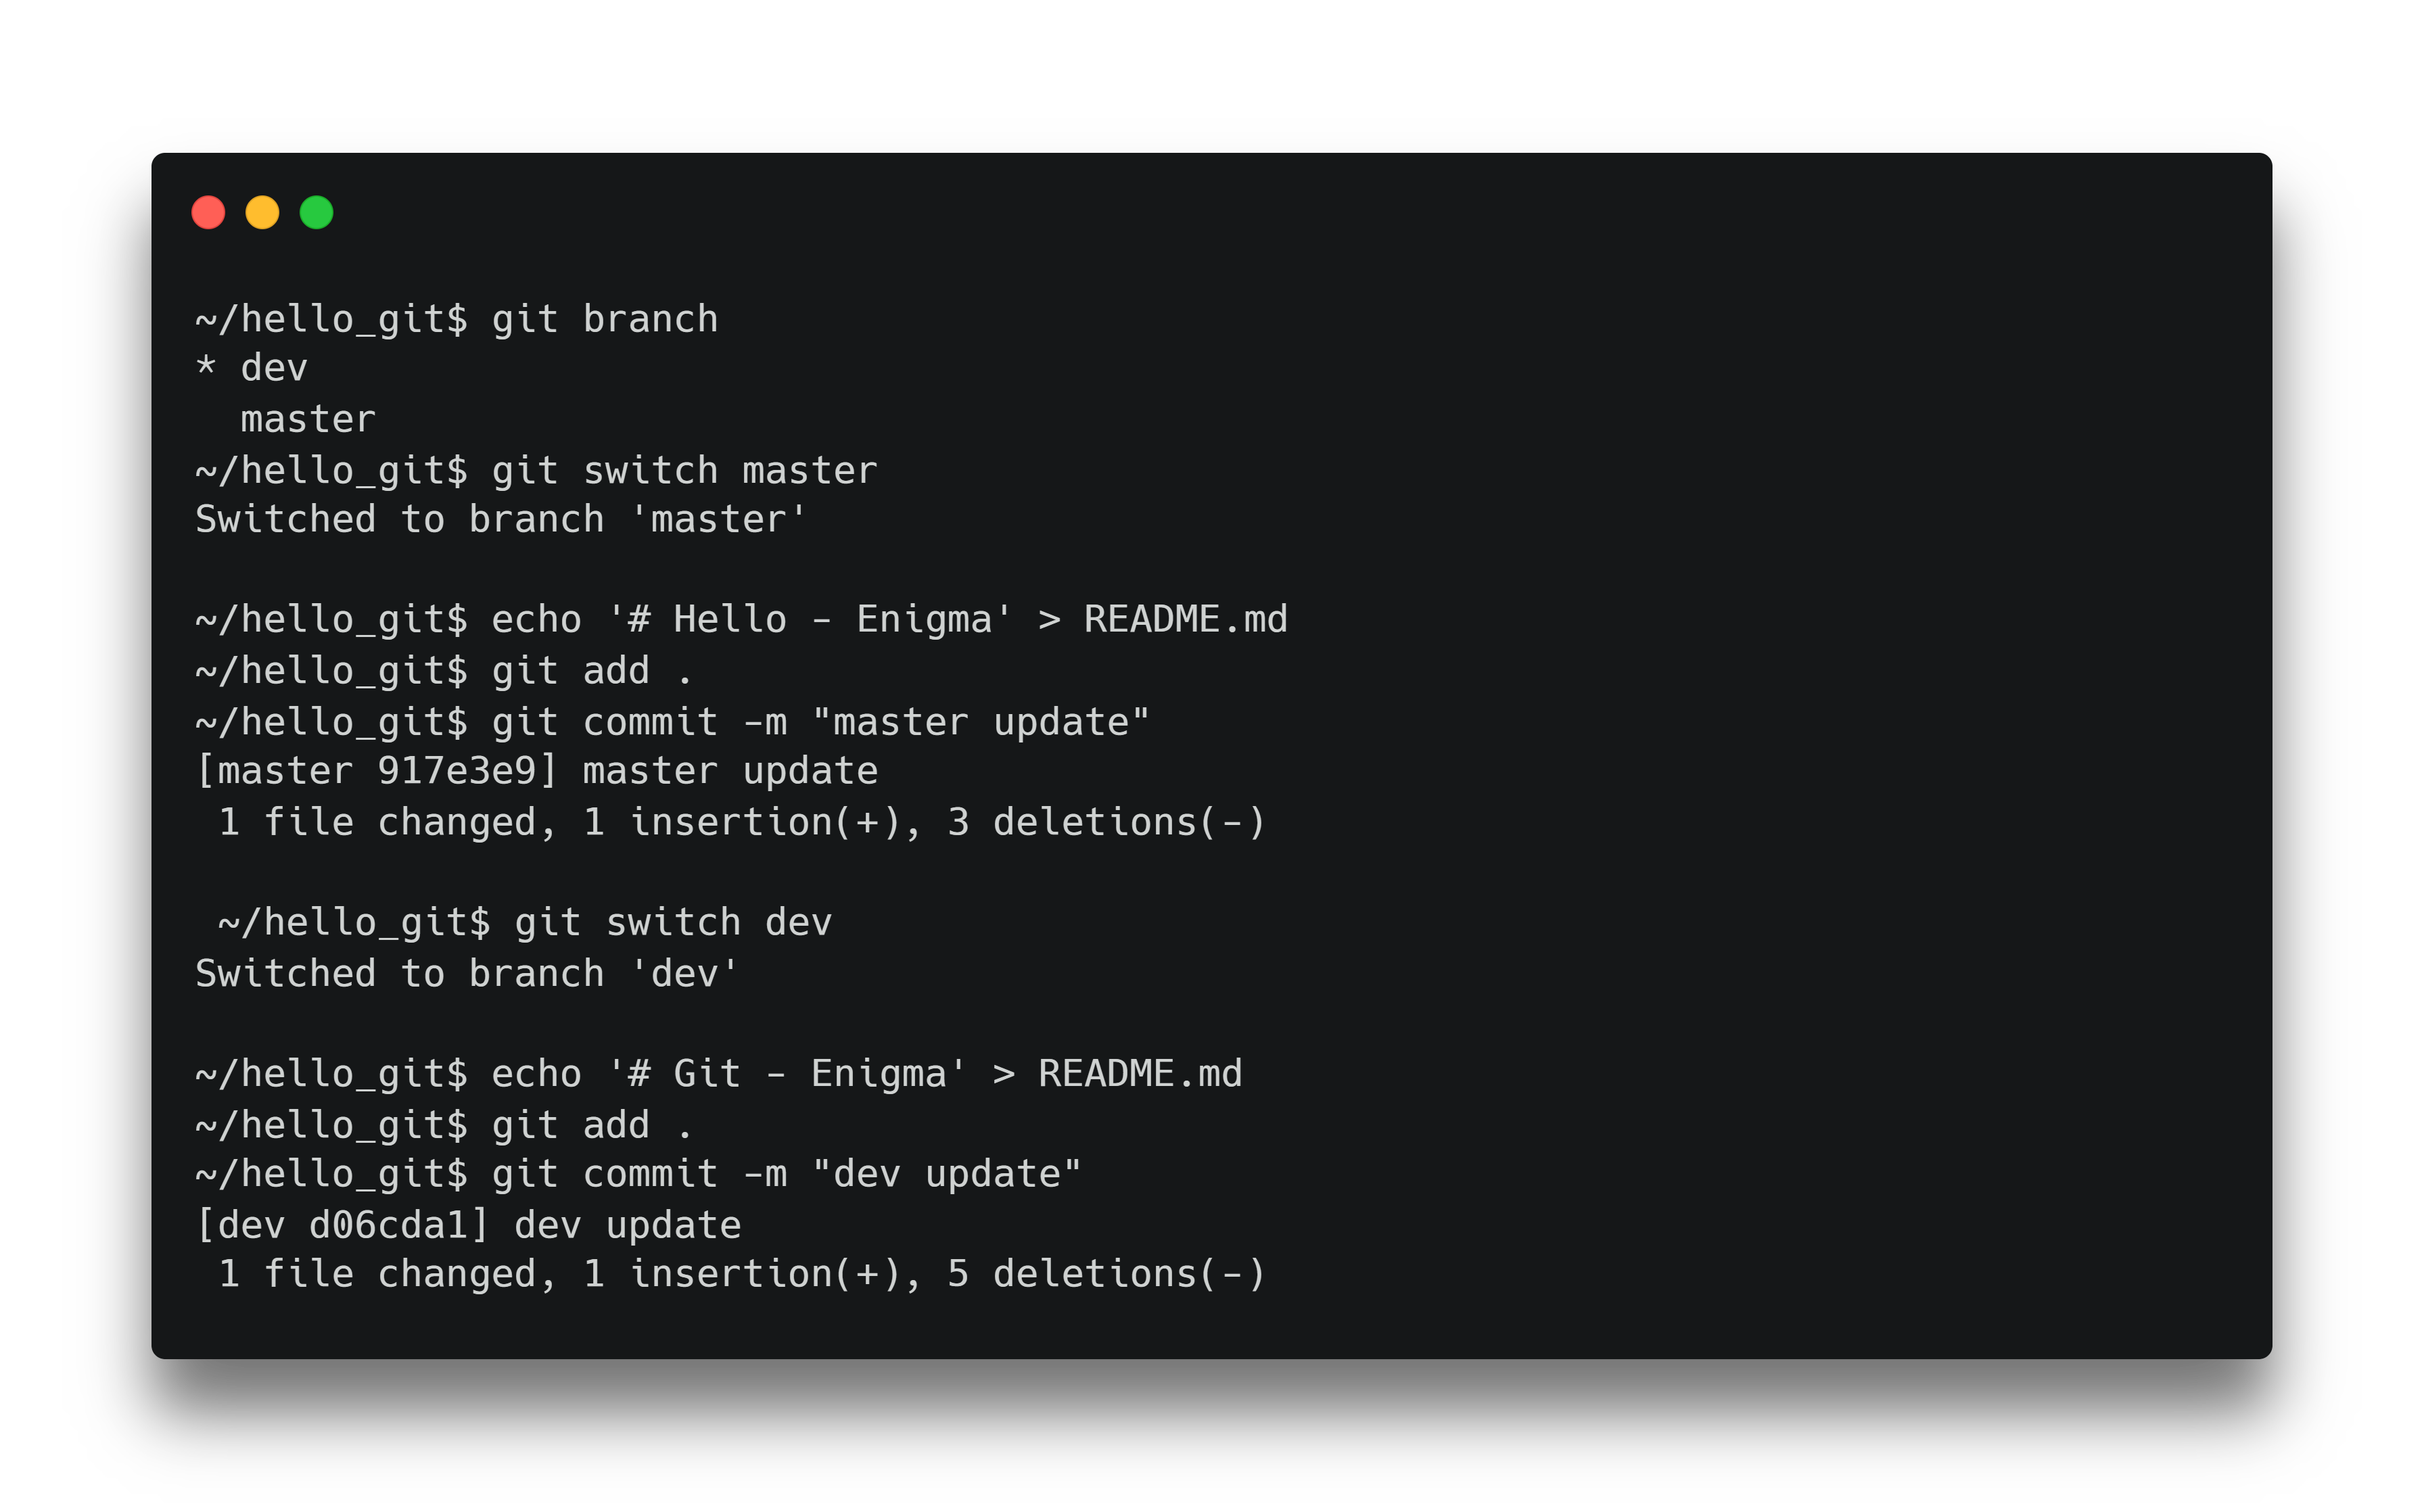 ~/hello_git$ git branch
* dev
  master
~/hello_git$ git switch master
Switched to branch 'master'

~/hello_git$ echo '# Hello - Enigma' > README.md
~/hello_git$ git add .
~/hello_git$ git commit -m "master update"
[master 917e3e9] master update
 1 file changed, 1 insertion(+), 3 deletions(-)

 ~/hello_git$ git switch dev
Switched to branch 'dev'

~/hello_git$ echo '# Git - Enigma' > README.md
~/hello_git$ git add .
~/hello_git$ git commit -m "dev update"
[dev d06cda1] dev update
 1 file changed, 1 insertion(+), 5 deletions(-)